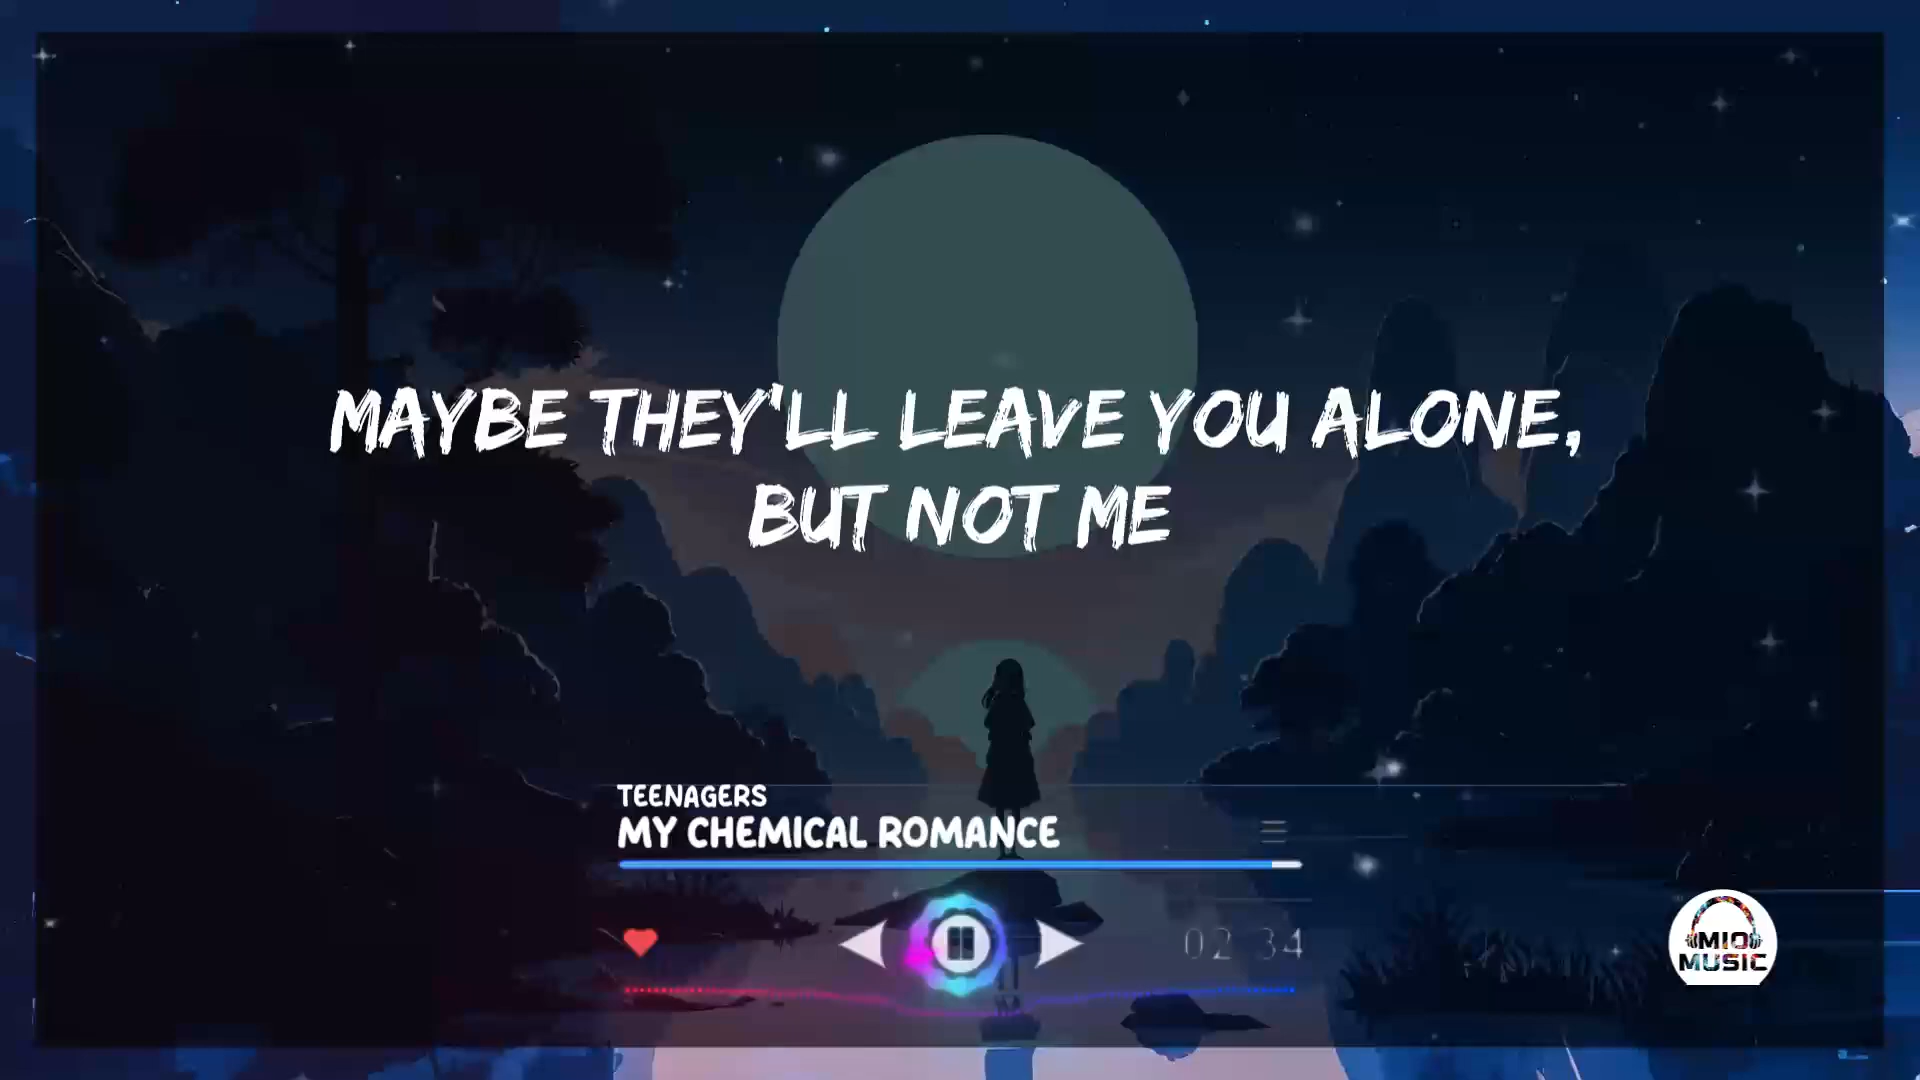 MAYBE THEY'LL LEAVE YOU ALONE,
BUT NOT ME
TEENAGERS
MY CHEMICAL ROMANCE
02 34
MIO
MUSIC